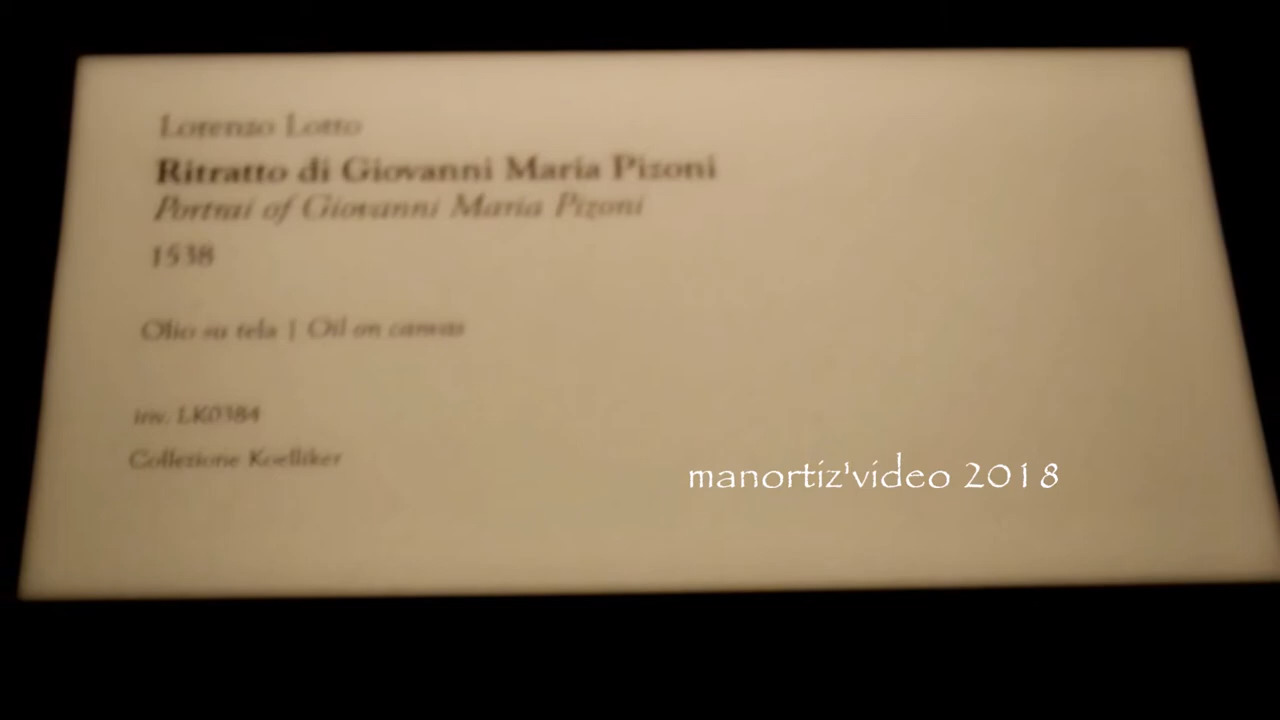 Lorenzo Lotto
Ritratto di Giovanni Maria Pizoni
Portrai of Giovanni Maria Pizoni
1538
Olio su tela | Oil on canvas
inv. LK0384
Collezione Koelliker
manortiz'video 2018